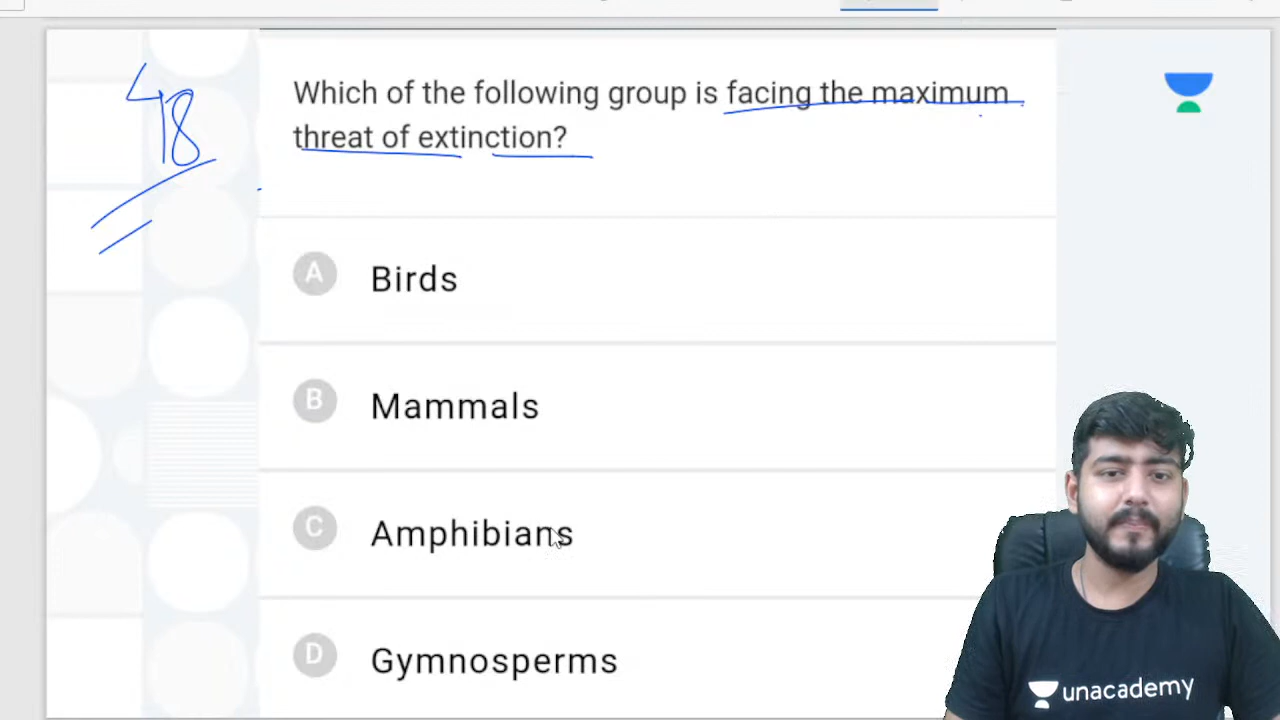 48
Which of the following group is facing the maximum
threat of extinction?
A Birds
B Mammals
C Amphibians
D Gymnosperms
unacademy